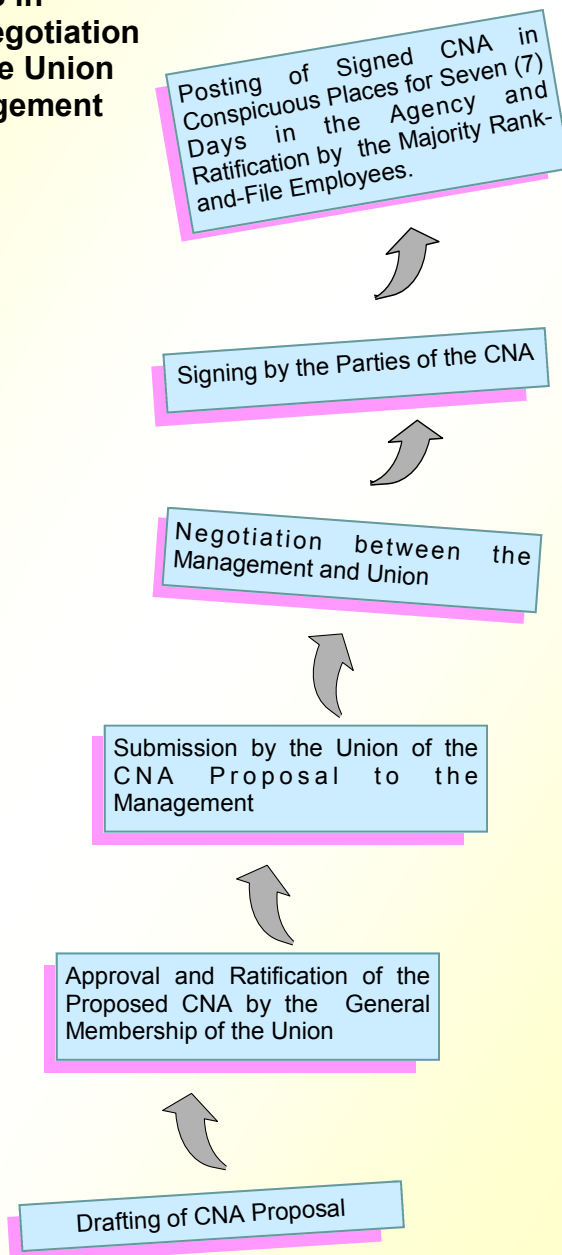 in
egotiation
e Union
gement
Posting of Signed CNA in
Conspicuous Places for Seven (7)
Days in the Agency and
Ratification by the Majority Rank-
and-File Employees.
Signing by the Parties of the CNA
Negotiation between the
Management and Union
Submission by the Union of the
CNA Proposal to the
Management
Approval and Ratification of the
Proposed CNA by the General
Membership of the Union
Drafting of CNA Proposal